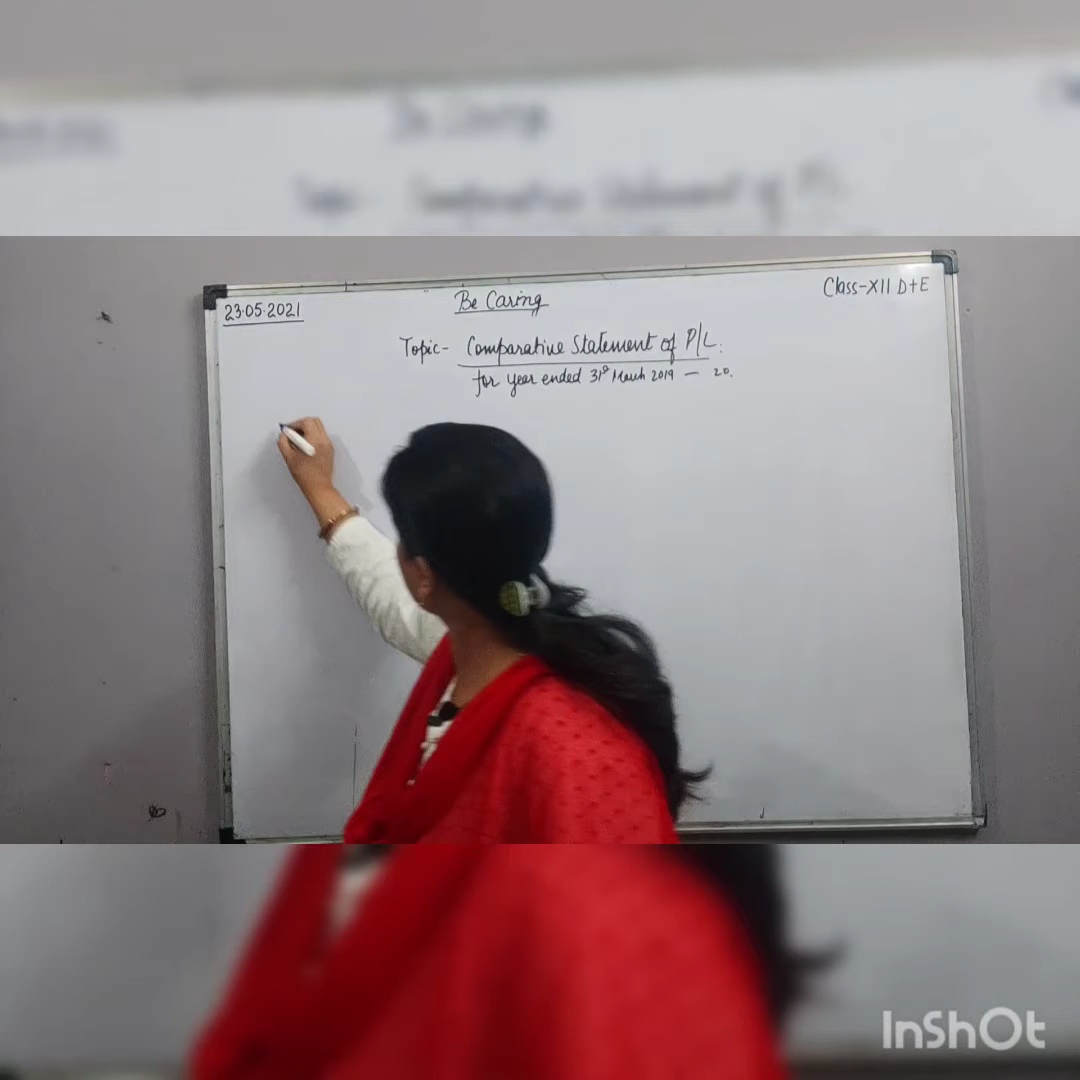 23.05.2021
Be Caring
Class-XII D+E
Topic- Comparative Statement of P/L.
for year ended 31st March 2019 — 20.
InShOt